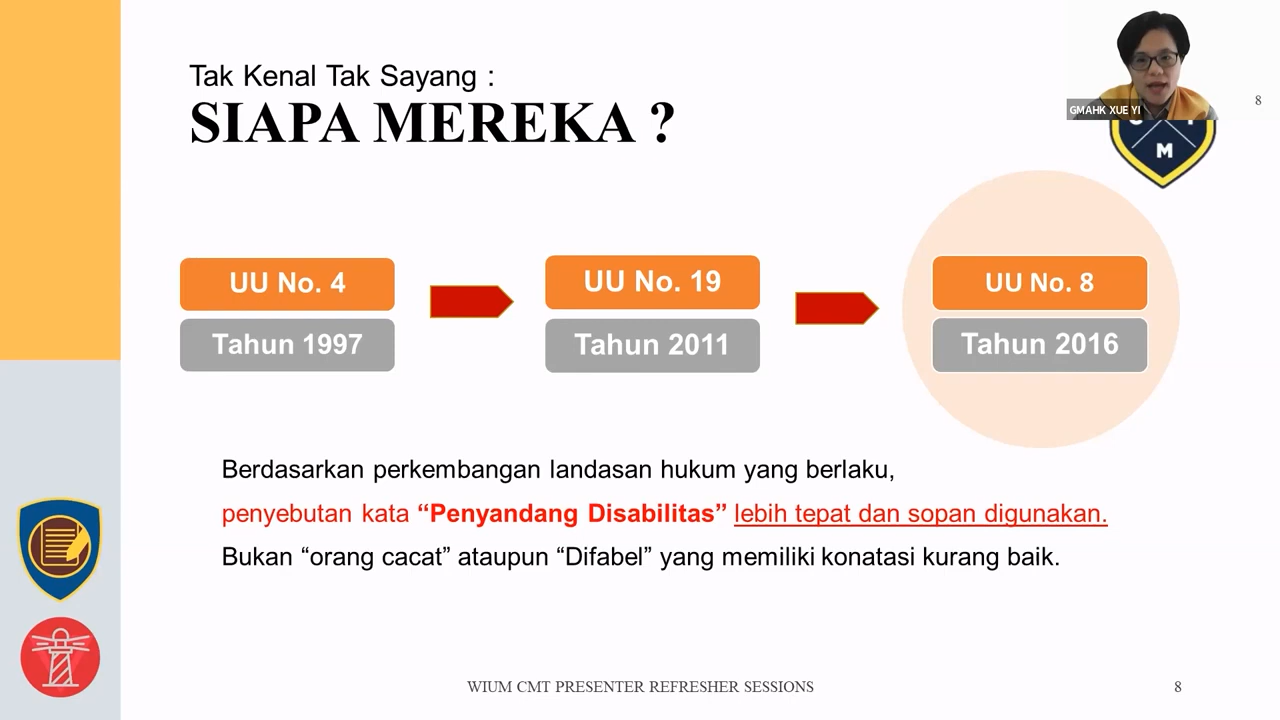 Tak Kenal Tak Sayang :
SIAPA MEREKA ?
GMAHK XUE YI
8
M
UU No. 4
Tahun 1997
UU No. 19
Tahun 2011
UU No. 8
Tahun 2016
Berdasarkan perkembangan landasan hukum yang berlaku,
penyebutan kata “Penyandang Disabilitas” lebih tepat dan sopan digunakan.
Bukan “orang cacat” ataupun “Difabel” yang memiliki konatasi kurang baik.
WIUM CMT PRESENTER REFRESHER SESSIONS
8